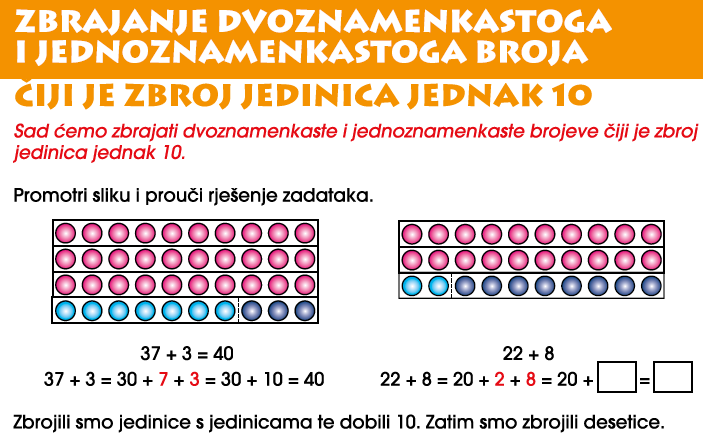 ZBRAJANJE DVOZNAMENKASTOGA
I JEDNOZNAMENKASTOGA BROJA
ČIJI JE ZBROJ JEDINICA JEDNAK 10
Sad ćemo zbrajati dvoznamenkaste i jednoznamenkaste brojeve čiji je zbroj
jedinica jednak 10.
Promotri sliku i prouči rješenje zadataka.
37 + 3 = 40
37 + 3 = 30 + 7 + 3 = 30 + 10 = 40
22 + 8
22 + 8 = 20 + 2 + 8 = 20 + =
Zbrojili smo jedinice s jedinicama te dobili 10. Zatim smo zbrojili desetice.